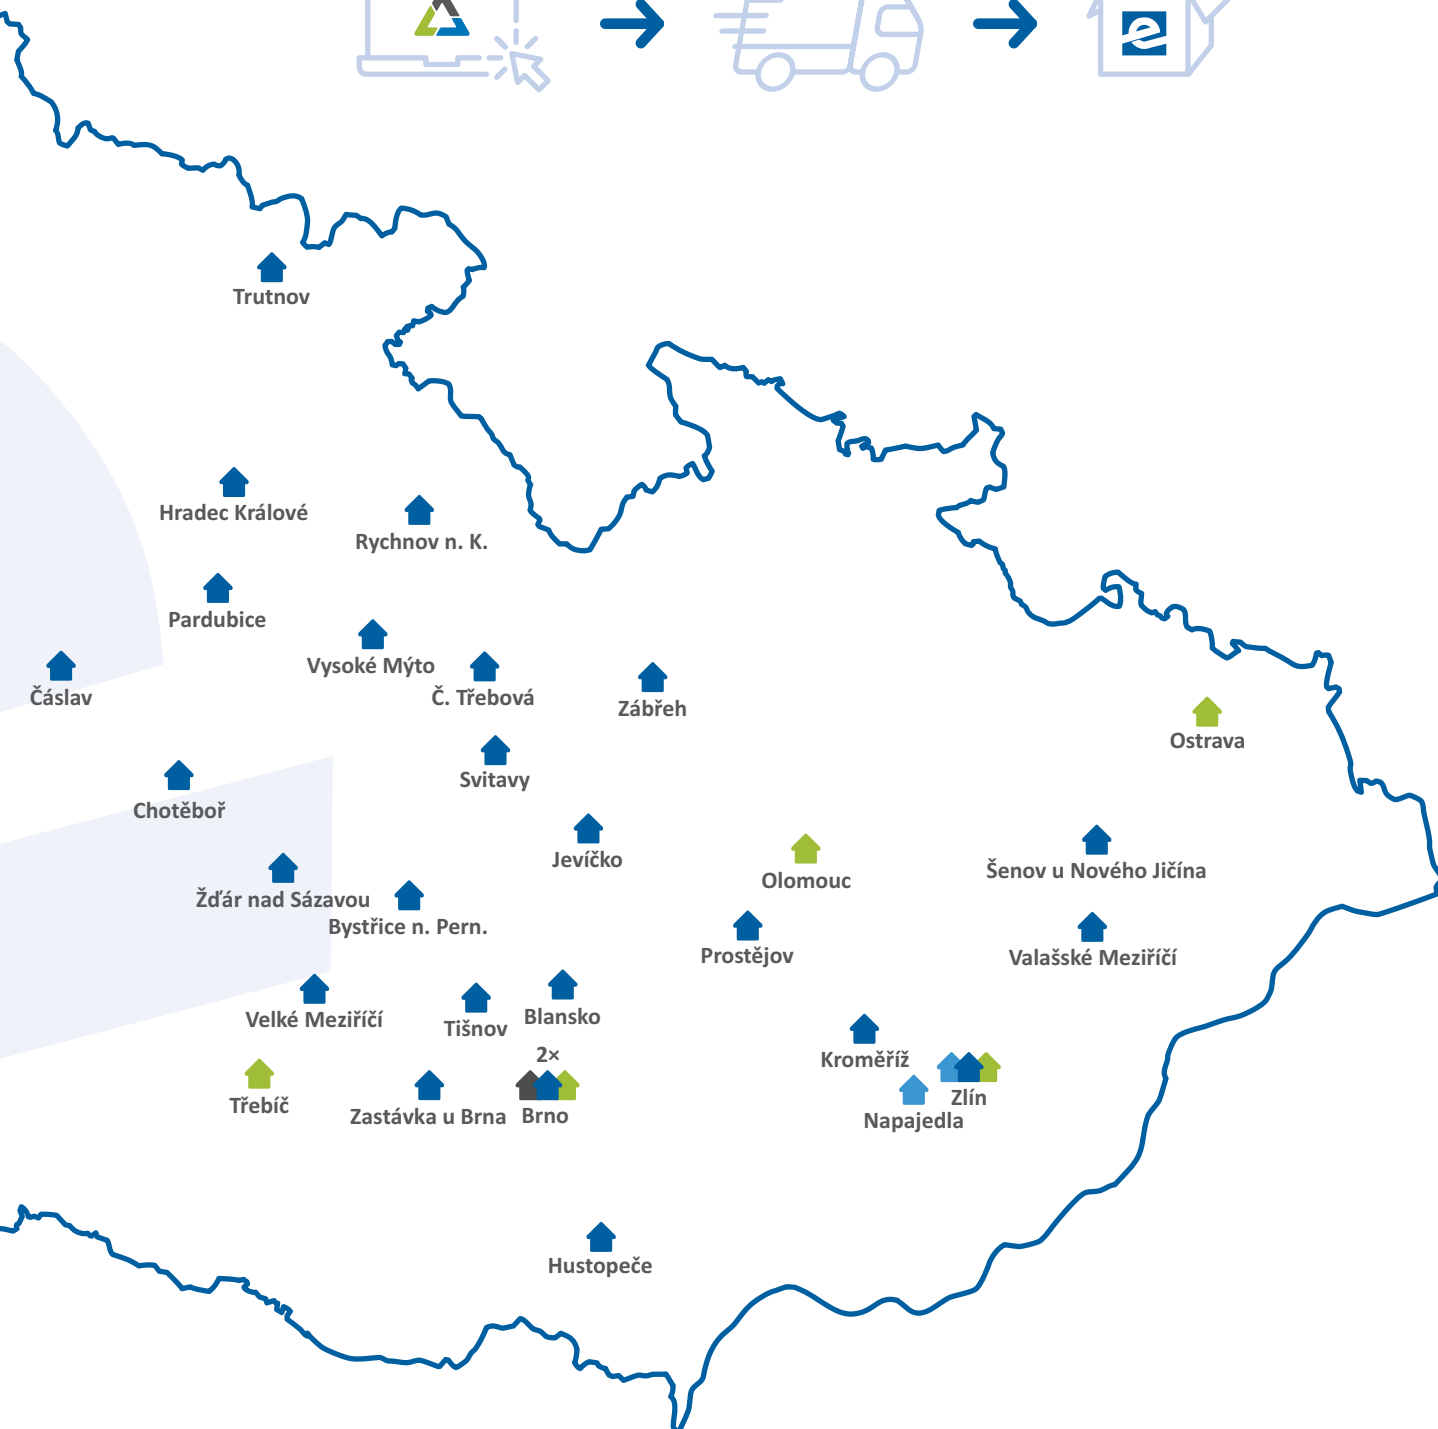 Trutnov
Hradec Králové
Rychnov n. K.
Pardubice
Vysoké Mýto
Čáslav
Č. Třebová
Zábřeh
Ostrava
Svitavy
Chotěboř
Jevíčko
Olomouc
Šenov u Nového Jičína
Žďár nad Sázavou
Bystřice n. Pern.
Prostějov
Valašské Meziříčí
Velké Meziříčí
Tišnov
Blansko
2×
Kroměříž
Třebíč
Zastávka u Brna
Brno
Zlín
Napajedla
Hustopeče